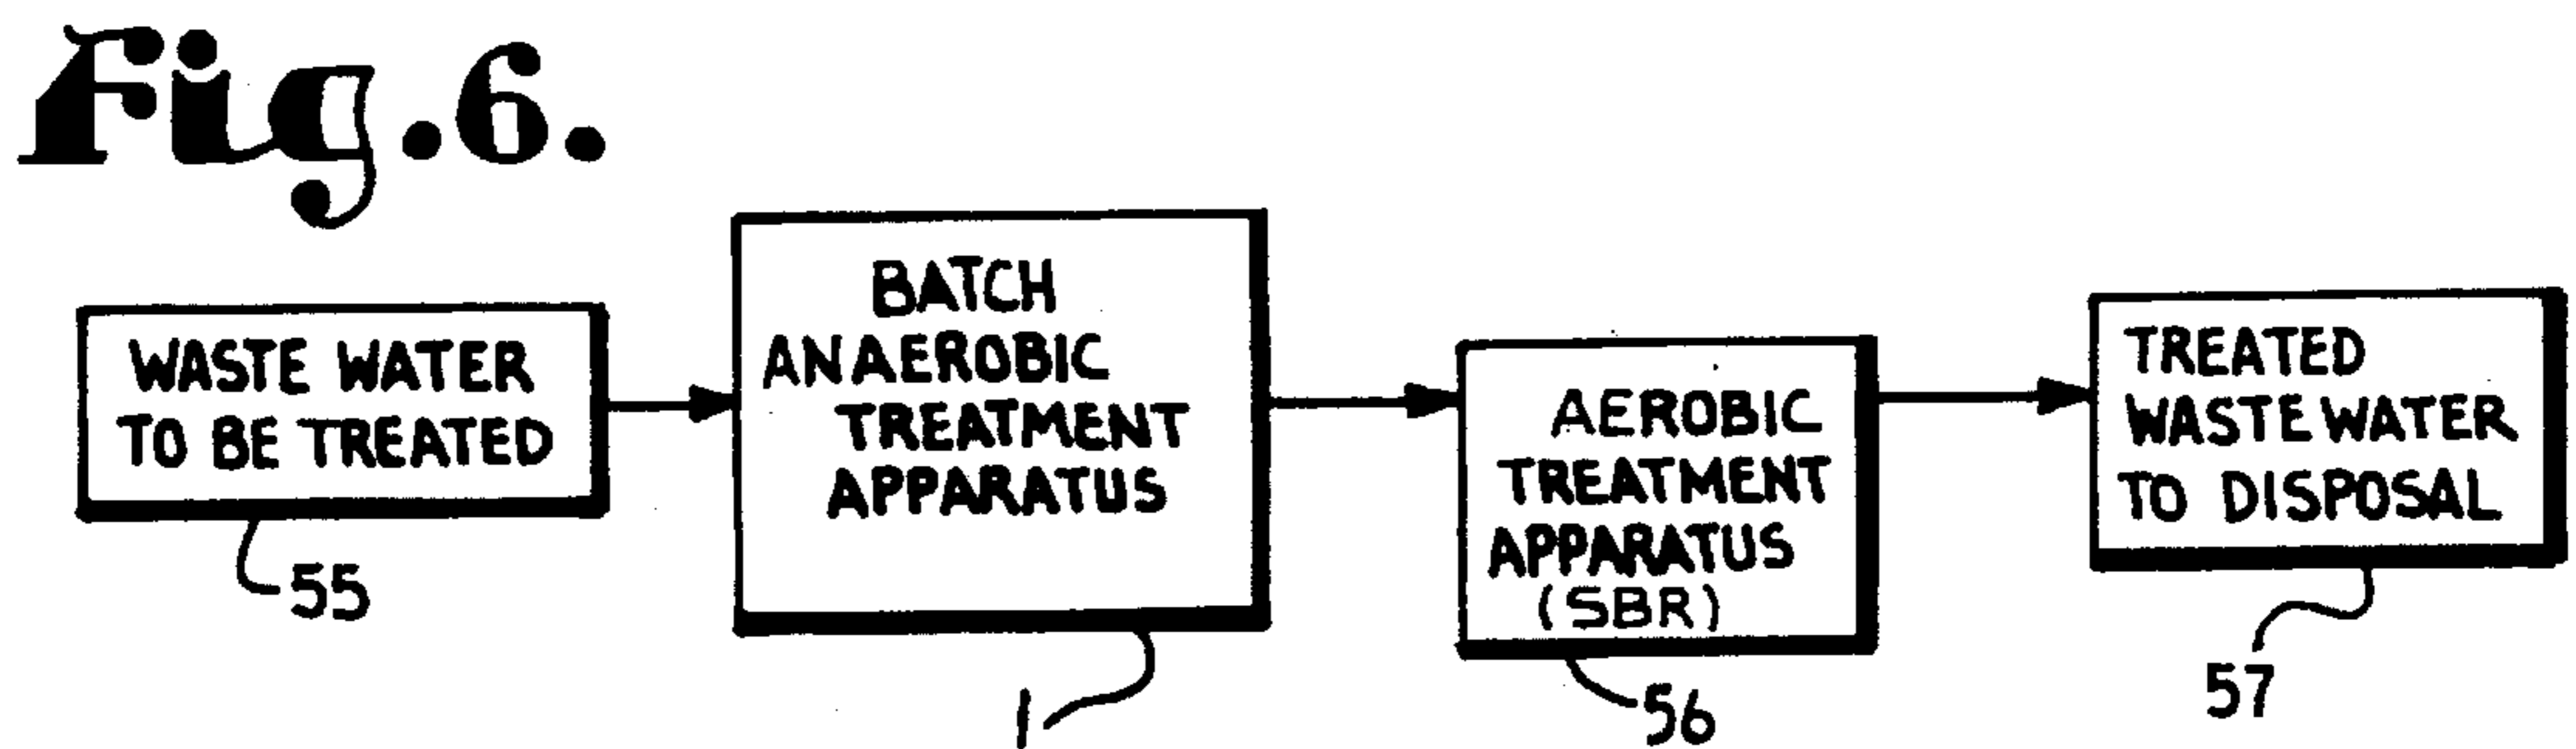 Fig.6.
WASTE WATER
TO BE TREATED
55
BATCH
ANAEROBIC
TREATMENT
APPARATUS
1
AEROBIC
TREATMENT
APPARATUS
(SBR)
56
TREATED
WASTE WATER
TO DISPOSAL
57